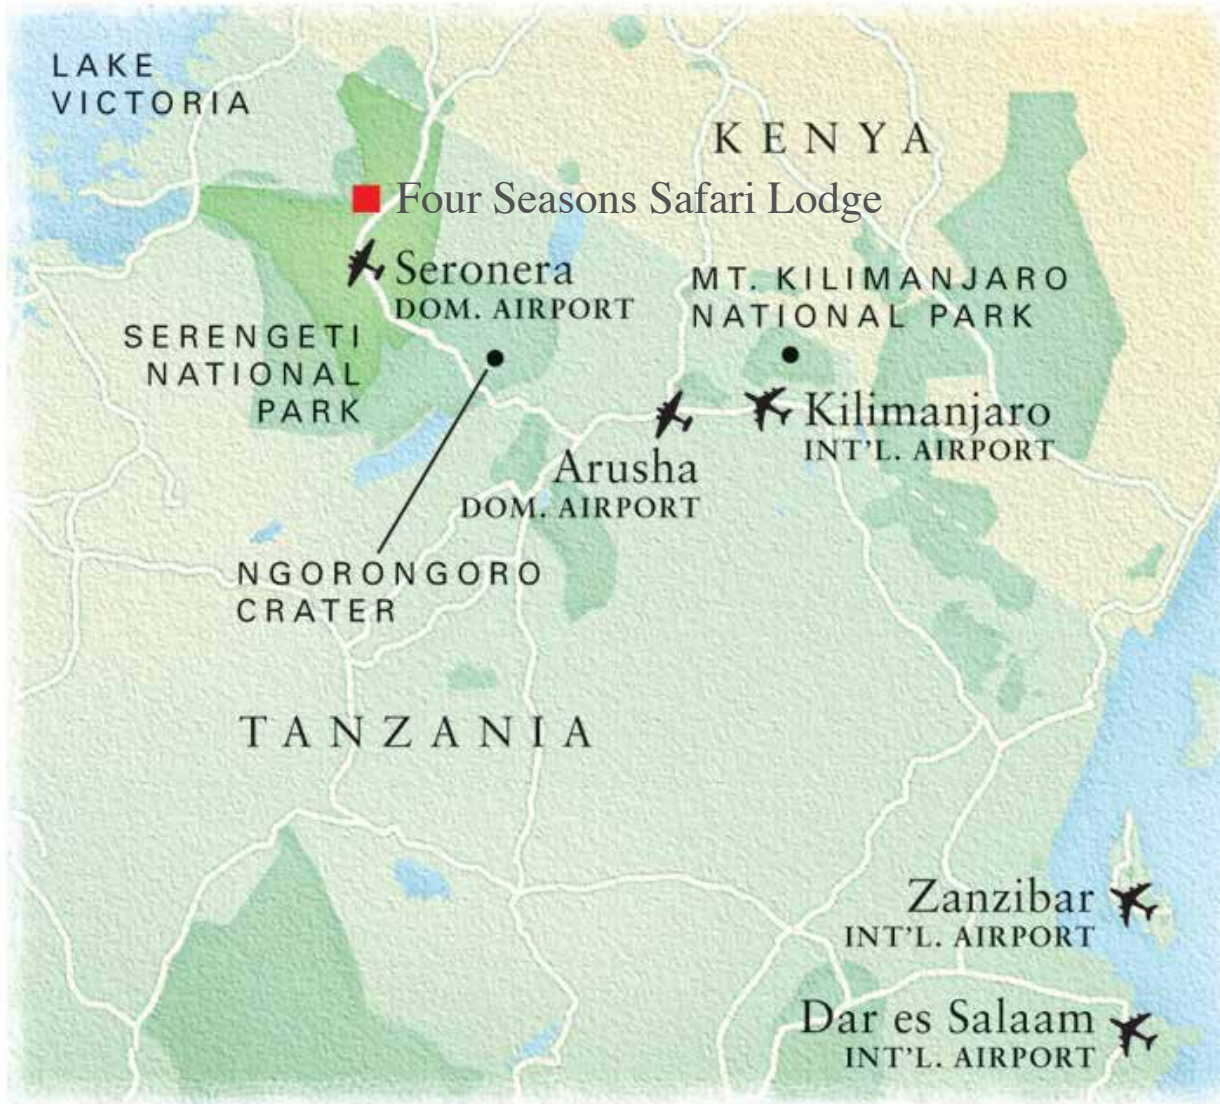 LAKE
VICTORIA
KENYA
Four Seasons Safari Lodge
Seronera
DOM. AIRPORT
MT. KILIMANJARO
NATIONAL PARK
SERENGETI
NATIONAL
PARK
Kilimanjaro
INT'L. AIRPORT
Arusha
DOM. AIRPORT
NGORONGORO
CRATER
TANZANIA
Zanzibar
INT'L. AIRPORT
Dar es Salaam
INT'L. AIRPORT